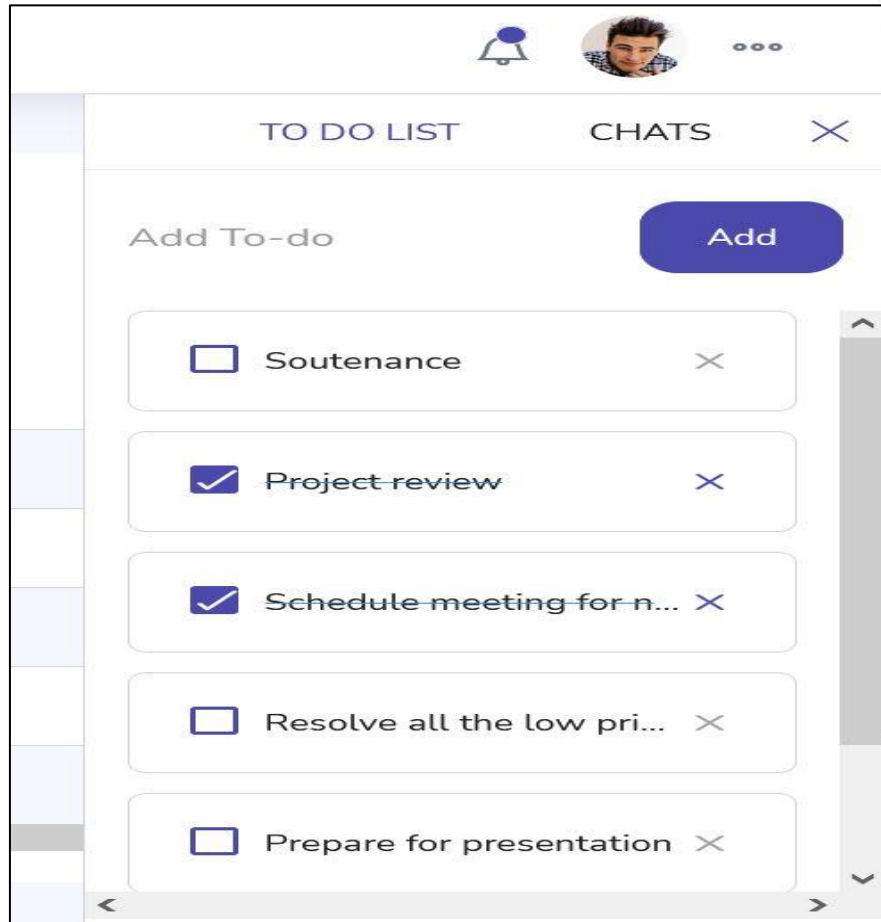 TO DO LIST CHATS
Add To-do Add
Soutenance
Project review
Schedule meeting for n...
Resolve all the low pri...
Prepare for presentation